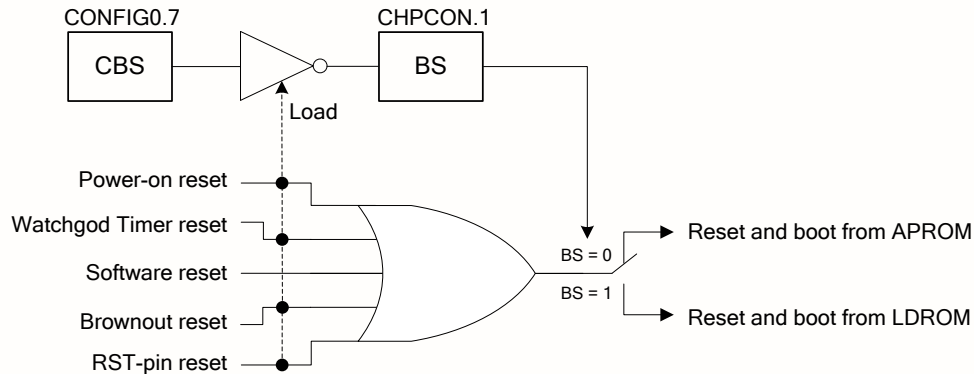 CONFIG0.7
CHPCON.1
CBS
BS
Load
Power-on reset
Watchgod Timer reset
Software reset
Brownout reset
RST-pin reset
BS = 0
BS = 1
Reset and boot from APROM
Reset and boot from LDROM